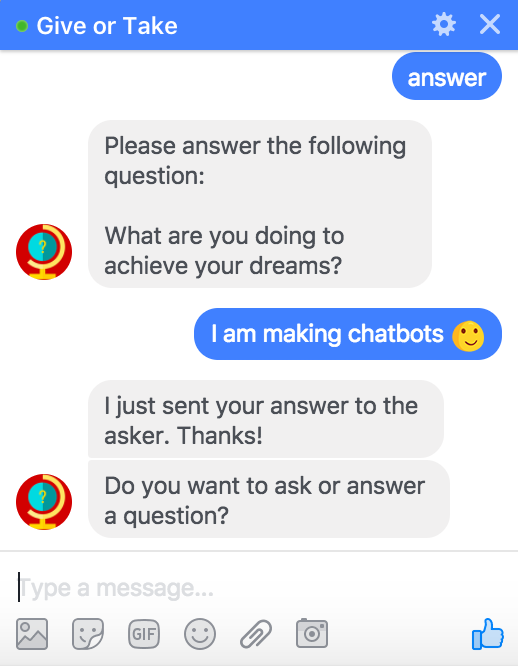 Give or Take
answer
Please answer the following
question:
What are you doing to
achieve your dreams?
I am making chatbots
I just sent your answer to the
asker. Thanks!
Do you want to ask or answer
a question?
Type a message...
GIF